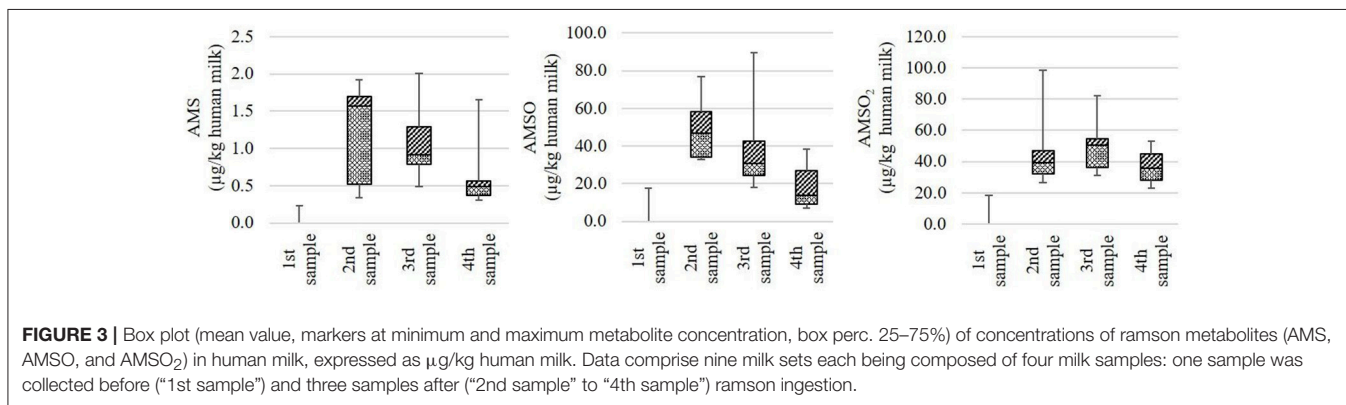 AMS
(µg/kg human milk)
2.5
2.0
1.5
1.0
0.5
0.0
1st
sample
2nd
sample
3rd
sample
4th
sample
AMSO
(µg/kg human milk)
100.0
80.0
60.0
40.0
20.0
0.0
1st
sample
2nd
sample
3rd
sample
4th
sample
AMSO₂
(µg/kg human milk)
120.0
100.0
80.0
60.0
40.0
20.0
0.0
1st
sample
2nd
sample
3rd
sample
4th
sample
FIGURE 3 | Box plot (mean value, markers at minimum and maximum metabolite concentration, box perc. 25–75%) of concentrations of ramson metabolites (AMS,
AMSO, and AMSO₂) in human milk, expressed as µg/kg human milk. Data comprise nine milk sets each being composed of four milk samples: one sample was
collected before (“1st sample”) and three samples after (“2nd sample” to “4th sample”) ramson ingestion.